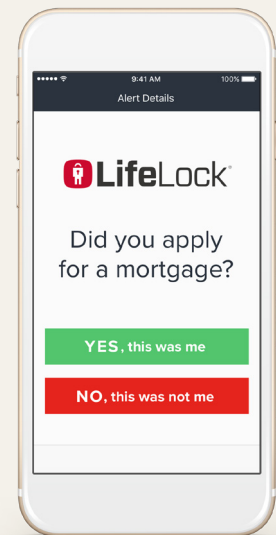 9:41 AM 100%
Alert Details
LifeLock
Did you apply
for a mortgage?
YES, this was me
NO, this was not me